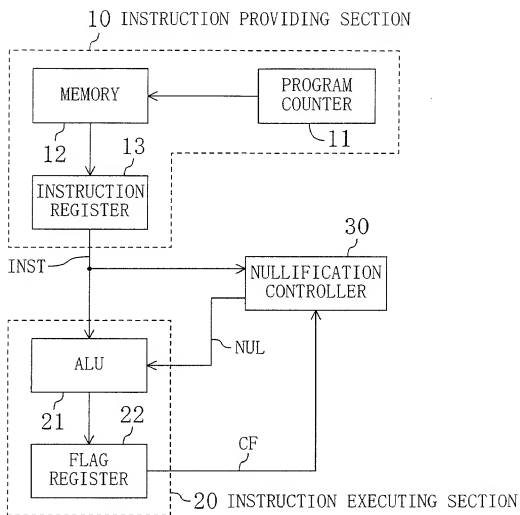 10 INSTRUCTION PROVIDING SECTION
MEMORY
PROGRAM
COUNTER
12
11
13
INSTRUCTION
REGISTER
30
INST
NULLIFICATION
CONTROLLER
ALU
NUL
21
22
FLAG
REGISTER
CF
20 INSTRUCTION EXECUTING SECTION